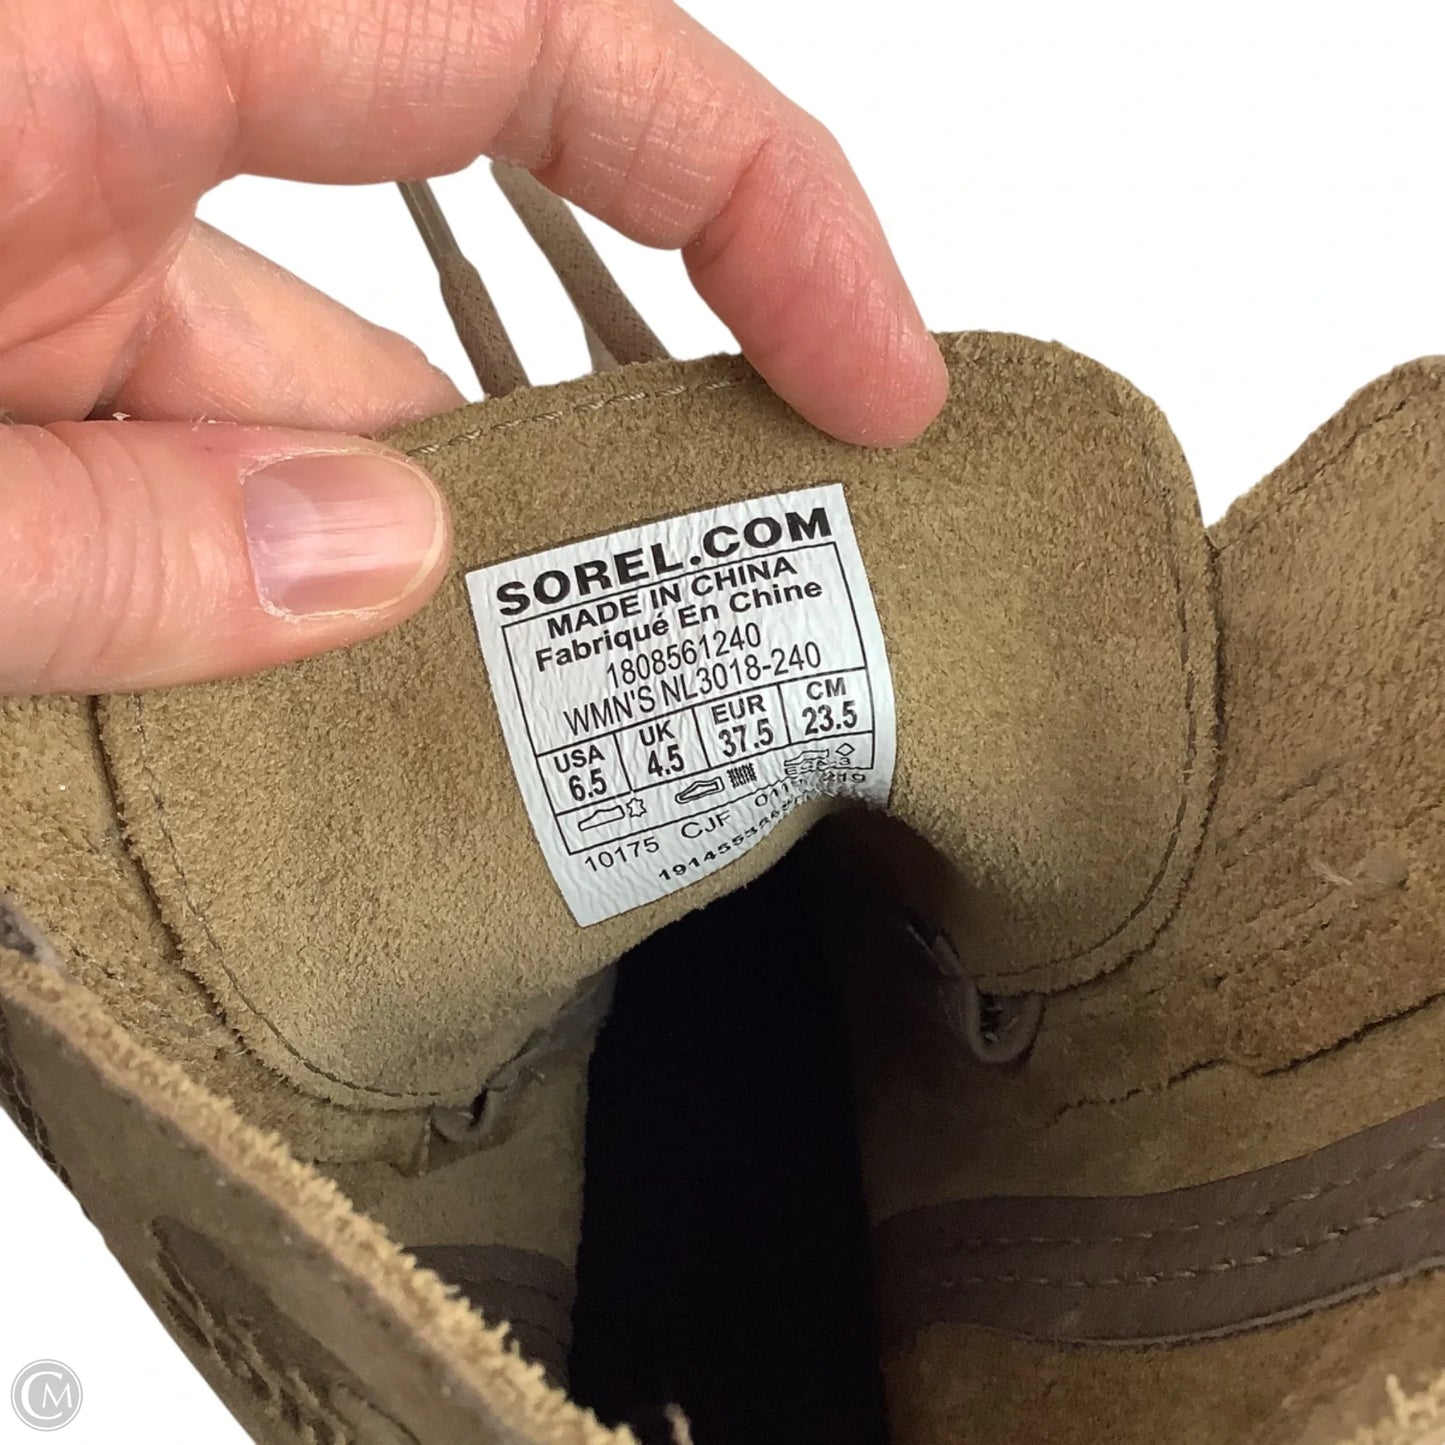 SOREL.COM
MADE IN CHINA
Fabriqué En Chine
1808561240
WMN'S NL3018-240
USA UK EUR CM
6.5 4.5 37.5 23.5
10175 CJF
CM